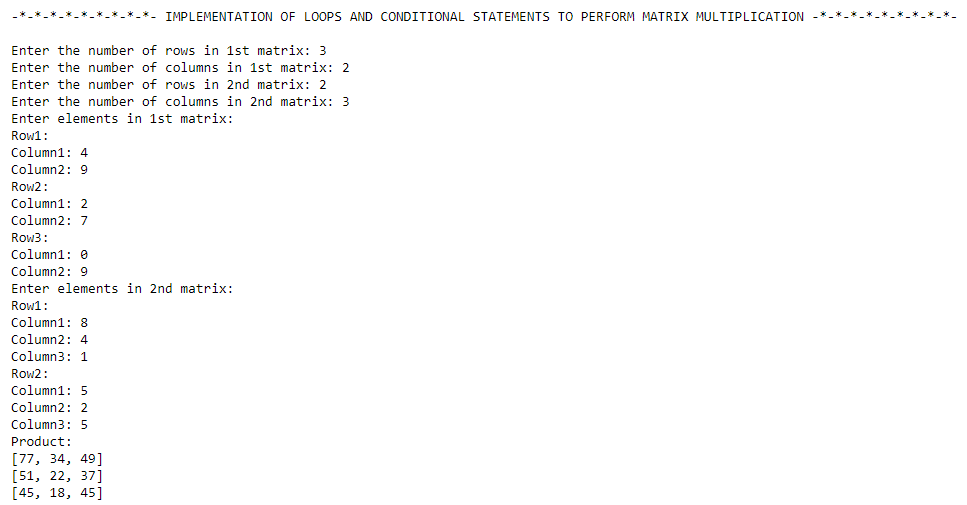 -*-*-*-*-*-*-*-*-*- IMPLEMENTATION OF LOOPS AND CONDITIONAL STATEMENTS TO PERFORM MATRIX MULTIPLICATION -*-*-*-*-*-*-*-*-*-
Enter the number of rows in 1st matrix: 3
Enter the number of columns in 1st matrix: 2
Enter the number of rows in 2nd matrix: 2
Enter the number of columns in 2nd matrix: 3
Enter elements in 1st matrix:
Row1:
Column1: 4
Column2: 9
Row2:
Column1: 2
Column2: 7
Row3:
Column1: 0
Column2: 9
Enter elements in 2nd matrix:
Row1:
Column1: 8
Column2: 4
Column3: 1
Row2:
Column1: 5
Column2: 2
Column3: 5
Product:
[77, 34, 49]
[51, 22, 37]
[45, 18, 45]